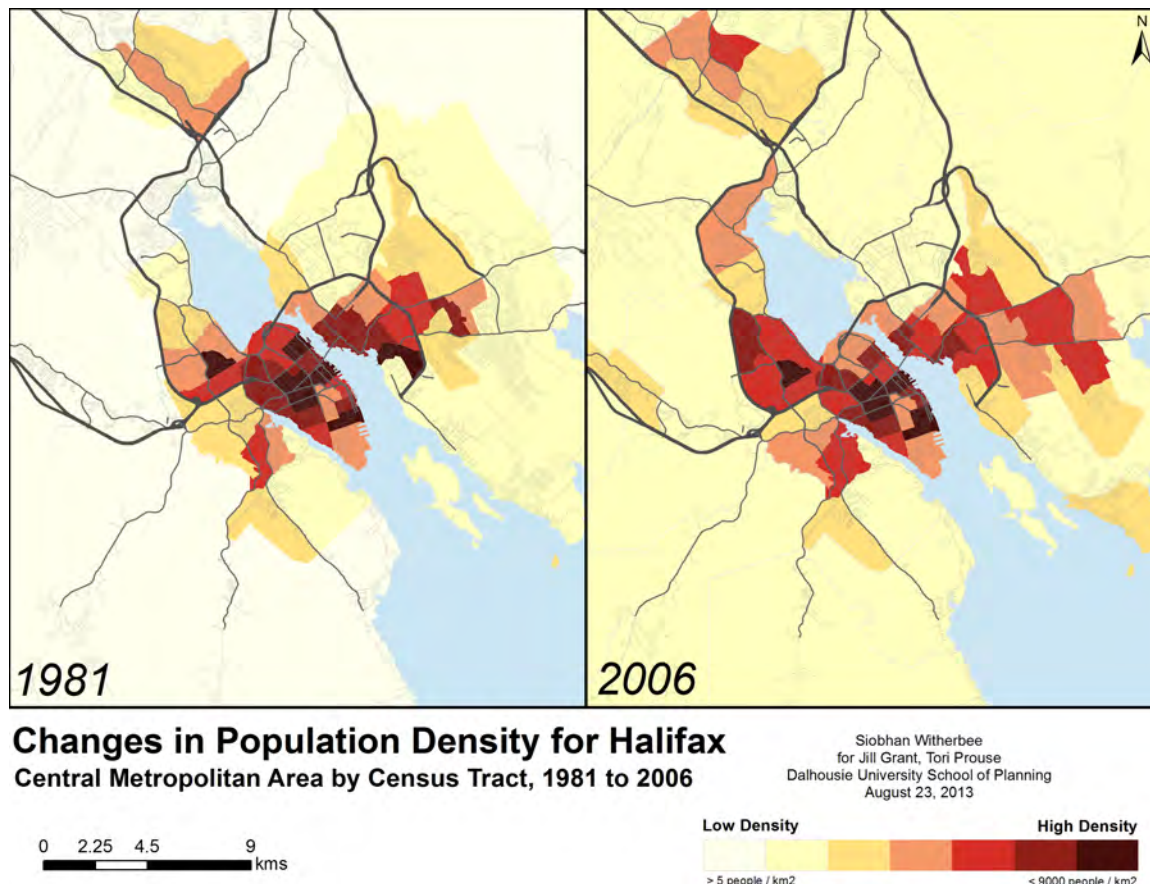 N
1981
2006
Changes in Population Density for Halifax
Central Metropolitan Area by Census Tract, 1981 to 2006
Siobhan Witherbee
for Jill Grant, Tori Prouse
Dalhousie University School of Planning
August 23, 2013
0 2.25 4.5 9
kms
Low Density High Density
> 5 people / km2 < 9000 people / km2